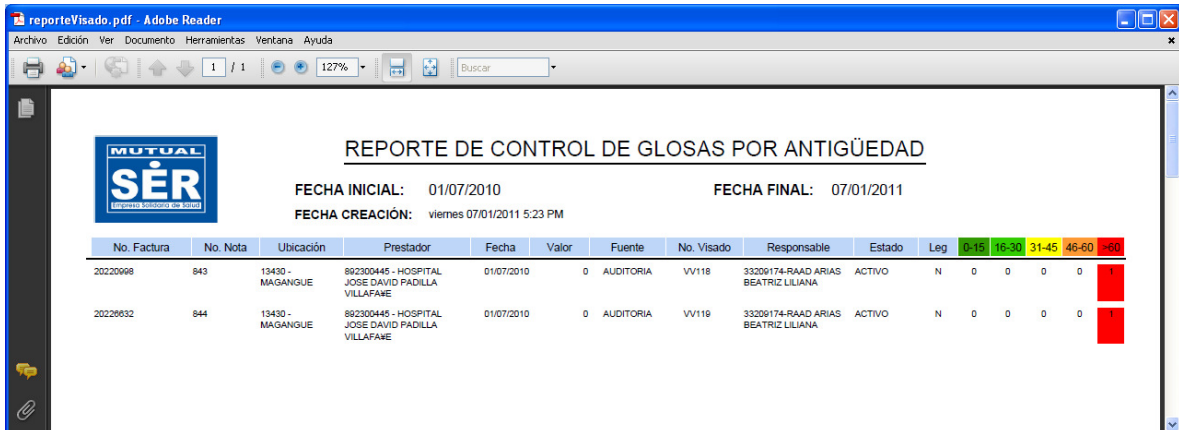 reporteVisado.pdf - Adobe Reader
Archivo Edición Ver Documento Herramientas Ventana Ayuda
1 / 1 127% Buscar
MUTUAL
SER
Empresa Solidaria de Salud
REPORTE DE CONTROL DE GLOSAS POR ANTIGÜEDAD
FECHA INICIAL: 01/07/2010 FECHA FINAL: 07/01/2011
FECHA CREACIÓN: viernes 07/01/2011 5:23 PM
No. Factura No. Nota Ubicación Prestador Fecha Valor Fuente No. Visado Responsable Estado Leg 0-15 16-30 31-45 46-60 >60
20220998 843 13430 - 892300445 - HOSPITAL 01/07/2010 0 AUDITORIA VV118 33209174-RAAD ARIAS ACTIVO N 0 0 0 0 1
MAGANGUE JOSE DAVID PADILLA BEATRIZ LILIANA
VILLAFA¥E
20226632 844 13430 - 892300445 - HOSPITAL 01/07/2010 0 AUDITORIA VV119 33209174-RAAD ARIAS ACTIVO N 0 0 0 0 1
MAGANGUE JOSE DAVID PADILLA BEATRIZ LILIANA
VILLAFA¥E